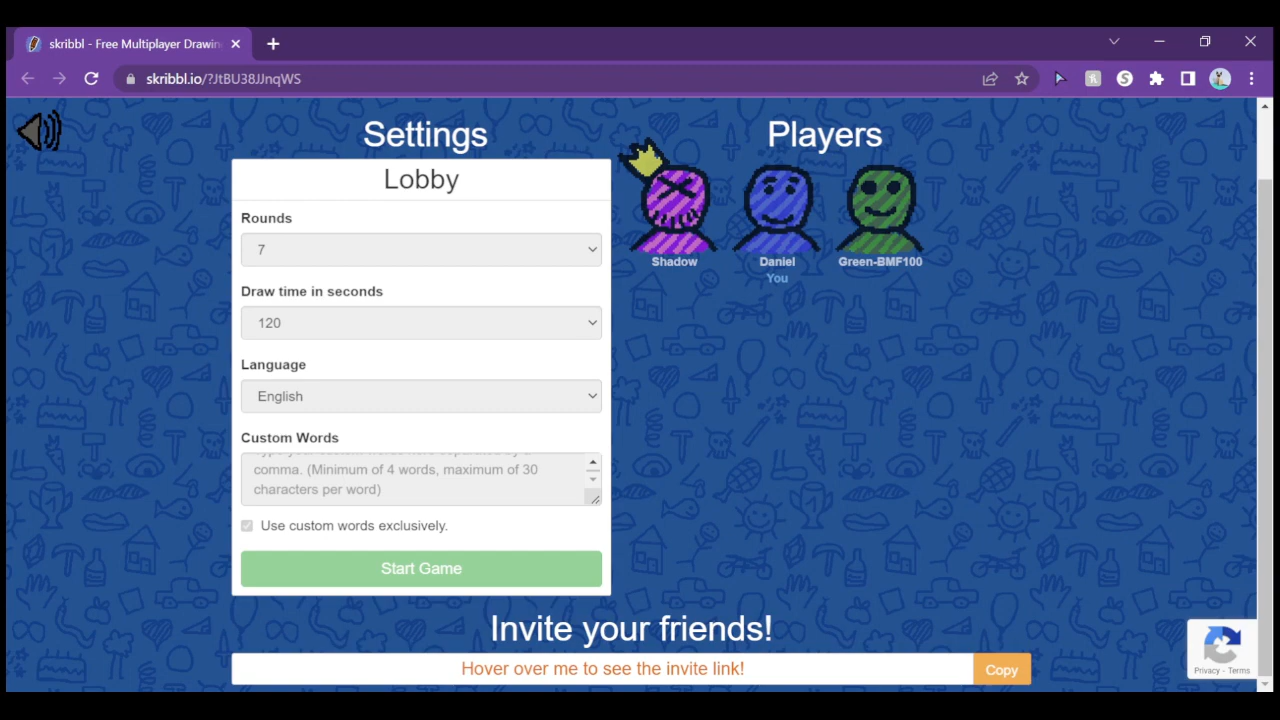 skribbl - Free Multiplayer Drawin
skribbl.io/?JtBU38JJnqWS
Settings
Players
Lobby
Rounds
7
Draw time in seconds
120
Language
English
Custom Words
comma. (Minimum of 4 words, maximum of 30
characters per word)
Use custom words exclusively.
Start Game
Shadow
Daniel
Green-BMF100
You
Invite your friends!
Hover over me to see the invite link!
Copy
Privacy - Terms